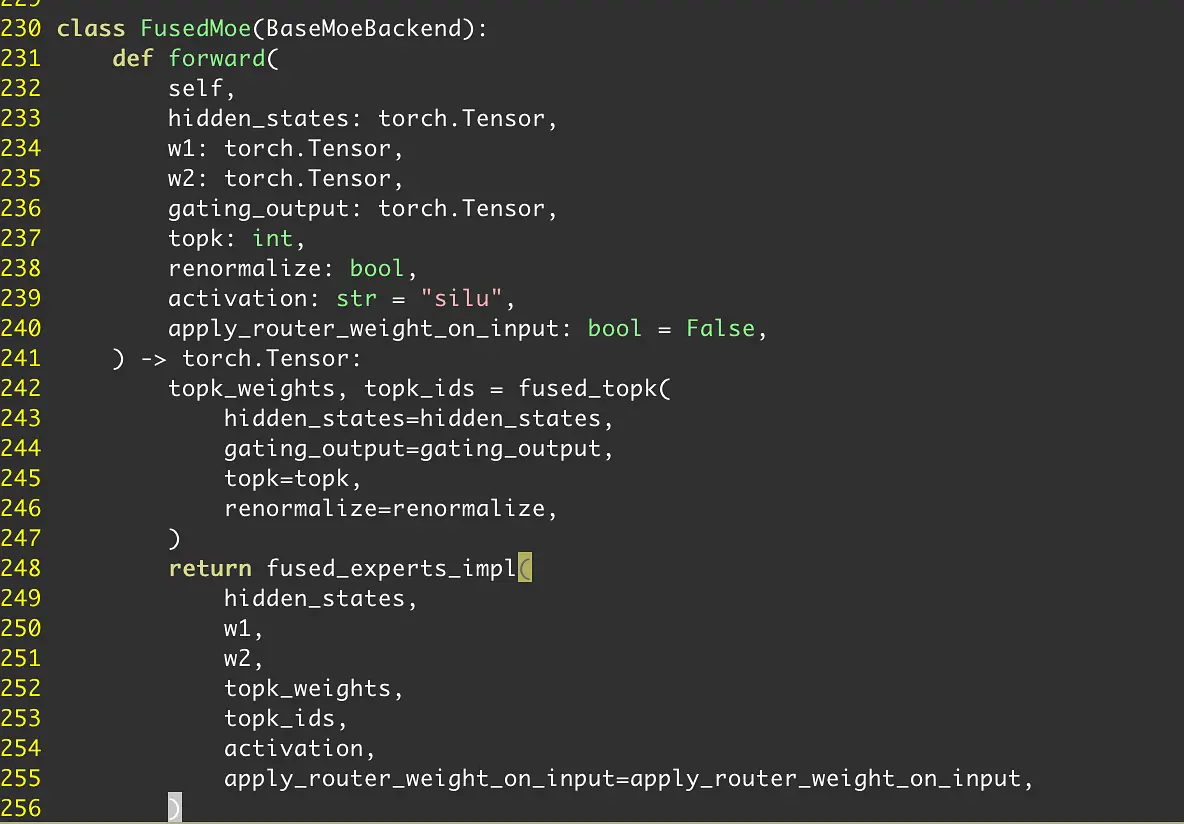 229
230 class FusedMoe(BaseMoeBackend):
231     def forward(
232         self,
233         hidden_states: torch.Tensor,
234         w1: torch.Tensor,
235         w2: torch.Tensor,
236         gating_output: torch.Tensor,
237         topk: int,
238         renormalize: bool,
239         activation: str = "silu",
240         apply_router_weight_on_input: bool = False,
241     ) -> torch.Tensor:
242         topk_weights, topk_ids = fused_topk(
243             hidden_states=hidden_states,
244             gating_output=gating_output,
245             topk=topk,
246             renormalize=renormalize,
247         )
248         return fused_experts_impl(
249             hidden_states,
250             w1,
251             w2,
252             topk_weights,
253             topk_ids,
254             activation,
255             apply_router_weight_on_input=apply_router_weight_on_input,
256         )